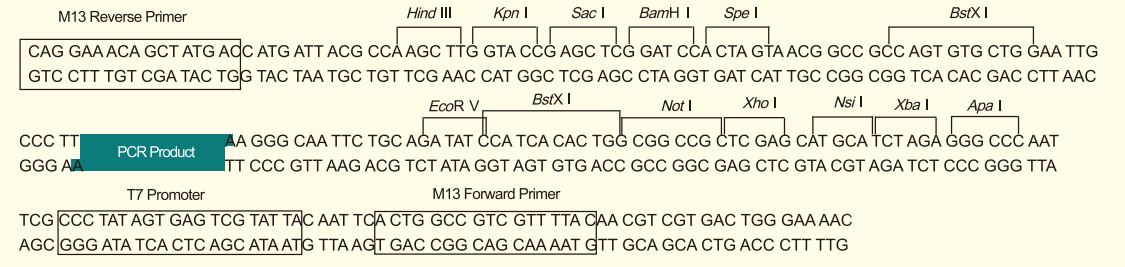 M13 Reverse Primer Hind III Kpn I Sac I BamH I Spe I BstX I
CAG GAA ACA GCT ATG ACC ATG ATT ACG CCA AGC TTG GTA CCG AGC TCG GAT CCA CTA GTA ACG GCC GCC AGT GTG CTG GAA TTG
GTC CTT TGT CGA TAC TGG TAC TAA TGC TGT TCG AAC CAT GGC TCG AGC CTA GGT GAT CAT TGC CGG CGG TCA CAC GAC CTT AAC
EcoR V BstX I Not I Xho I Nsi I Xba I Apa I
CCC TT PCR Product AA GGG CAA TTC TGC AGA TAT CCA TCA CAC TGG CGG CCG CTC GAG CAT GCA TCT AGA GGG CCC AAT
GGG AA TT CCC GTT AAG ACG TCT ATA GGT AGT GTG ACC GCC GGC GAG CTC GTA CGT AGA TCT CCC GGG TTA
T7 Promoter M13 Forward Primer
TCG CCC TAT AGT GAG TCG TAT TAC AAT TCA CTG GCC GTC GTT TTA CAA CGT CGT GAC TGG GAA AAC
AGC GGG ATA TCA CTC AGC ATA ATG TTA AGT GAC CGG CAG CAA AAT GTT GCA GCA CTG ACC CTT TTG